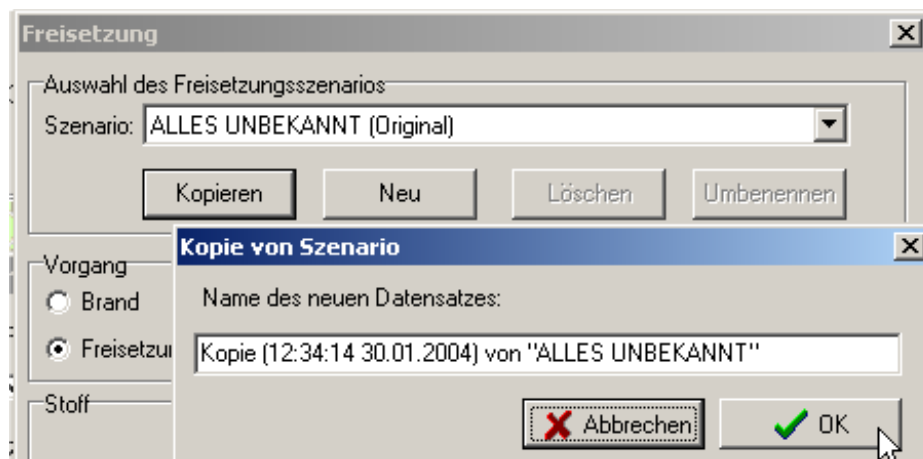 Freisetzung
Auswahl des Freisetzungsszenarios
Szenario: ALLES UNBEKANNT (Original)
Kopieren Neu Löschen Umbenennen
Kopie von Szenario
Vorgang
Name des neuen Datensatzes:
Brand
Freisetzu
Kopie (12:34:14 30.01.2004) von "ALLES UNBEKANNT"
Stoff
Abbrechen OK